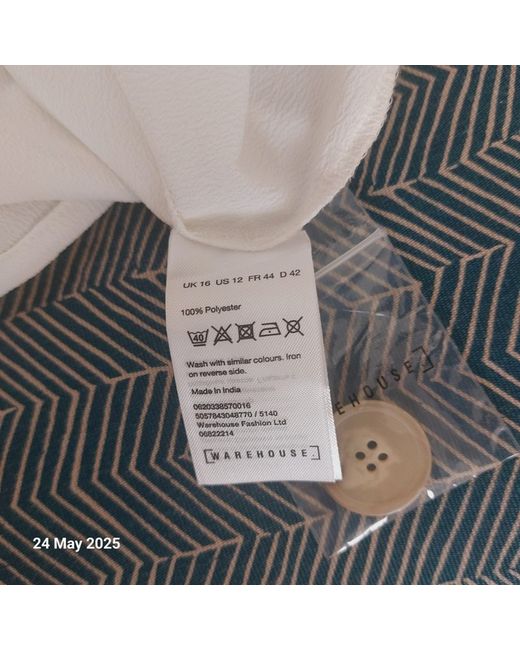 UK 16 US 12 FR 44 D 42
100% Polyester
40
Wash with similar colours. Iron
on reverse side.
Made in India
0620338570016
5057843048770 / 5140
Warehouse Fashion Ltd
06822214
[WAREHOUSE.]
EHOUSE
24 May 2025